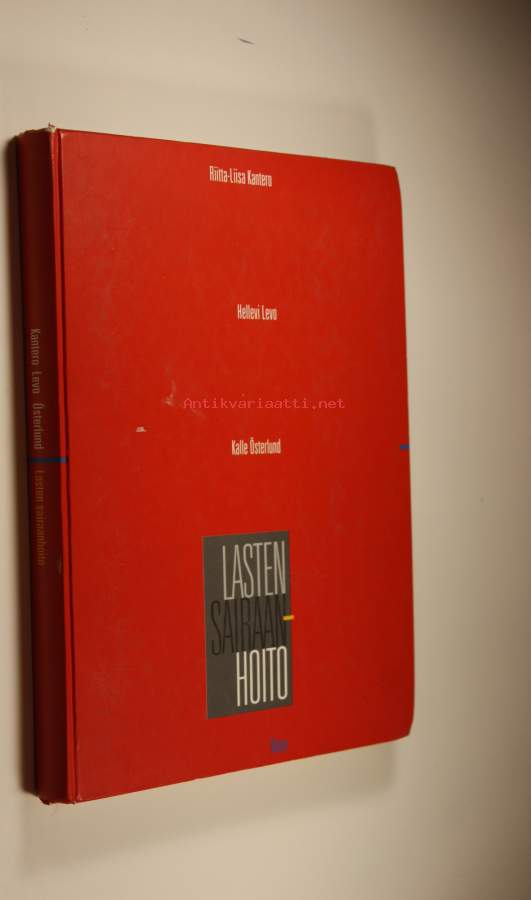 Riitta-Liisa Kantero
Hellevi Levo
Antikvariaatti.net
Kalle Österlund
LASTEN
SAIRAAN
HOITO
Kantero Levo Österlund Lasten sairaanhoito